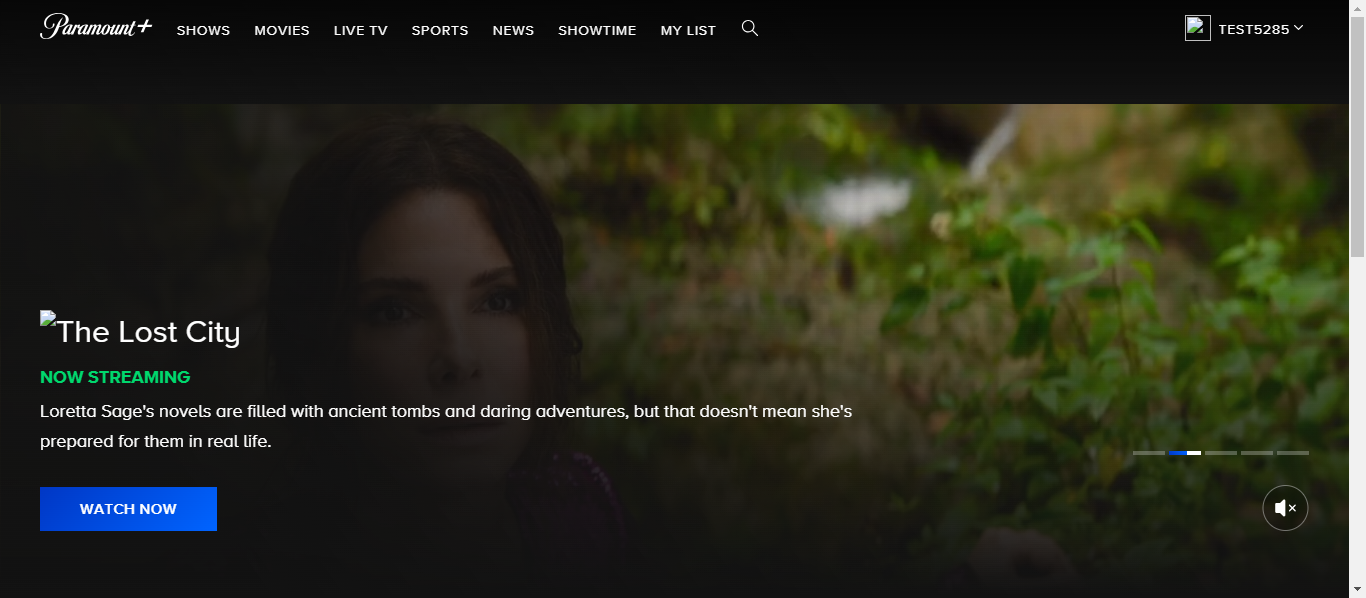 Paramount+ SHOWS MOVIES LIVE TV SPORTS NEWS SHOWTIME MY LIST TEST5285
The Lost City
NOW STREAMING
Loretta Sage's novels are filled with ancient tombs and daring adventures, but that doesn't mean she's
prepared for them in real life.
WATCH NOW